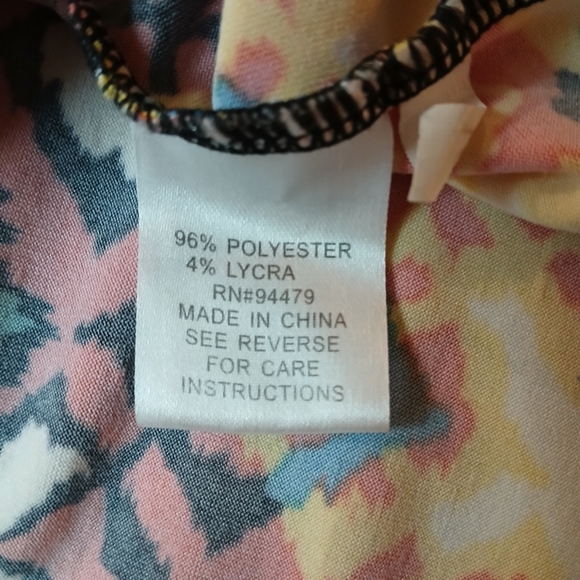 96% POLYESTER
4% LYCRA
RN#94479
MADE IN CHINA
SEE REVERSE
FOR CARE
INSTRUCTIONS